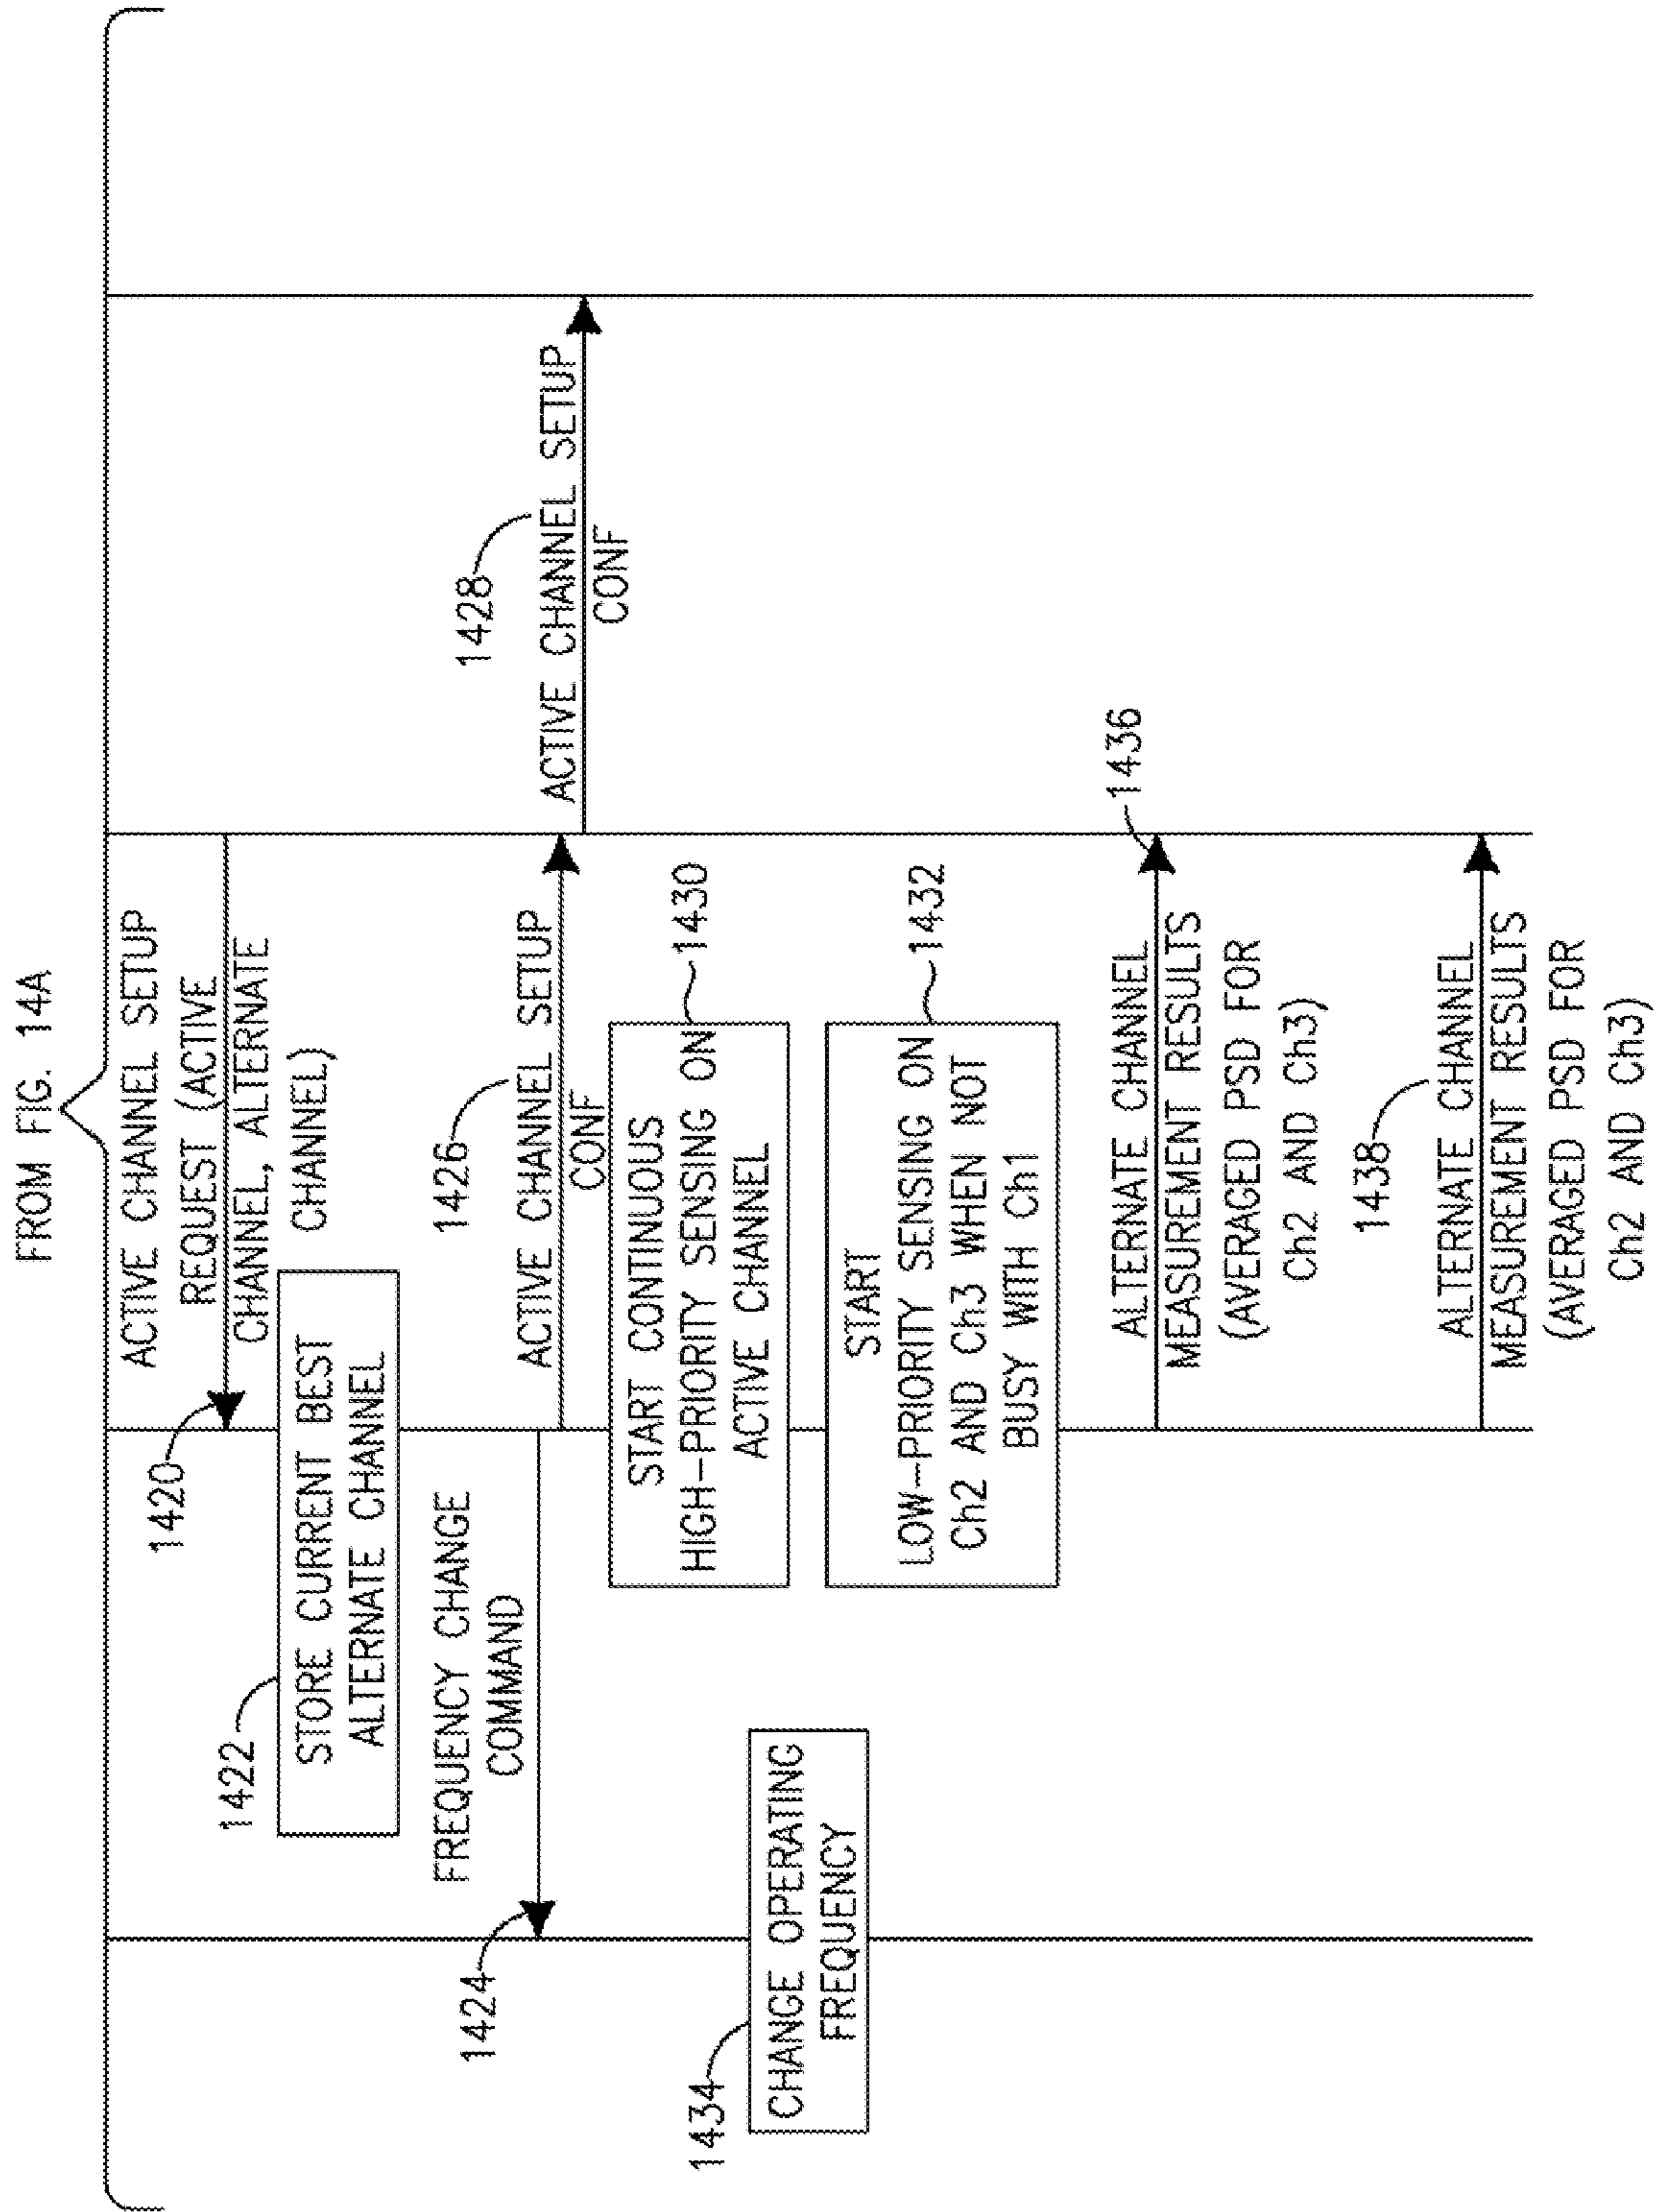 FROM FIG. 14A
ACTIVE CHANNEL SETUP
REQUEST (ACTIVE
CHANNEL, ALTERNATE
CHANNEL)
1420
1422
STORE CURRENT BEST
ALTERNATE CHANNEL
FREQUENCY CHANGE
COMMAND
1424
1426
ACTIVE CHANNEL SETUP
CONF
1428
ACTIVE CHANNEL SETUP
CONF
START CONTINUOUS
HIGH-PRIORITY SENSING ON
ACTIVE CHANNEL
1430
START
LOW-PRIORITY SENSING ON
Ch2 AND Ch3 WHEN NOT
BUSY WITH Ch1
1432
1434
CHANGE OPERATING
FREQUENCY
ALTERNATE CHANNEL
MEASUREMENT RESULTS
(AVERAGED PSD FOR
Ch2 AND Ch3)
1436
1438
ALTERNATE CHANNEL
MEASUREMENT RESULTS
(AVERAGED PSD FOR
Ch2 AND Ch3)